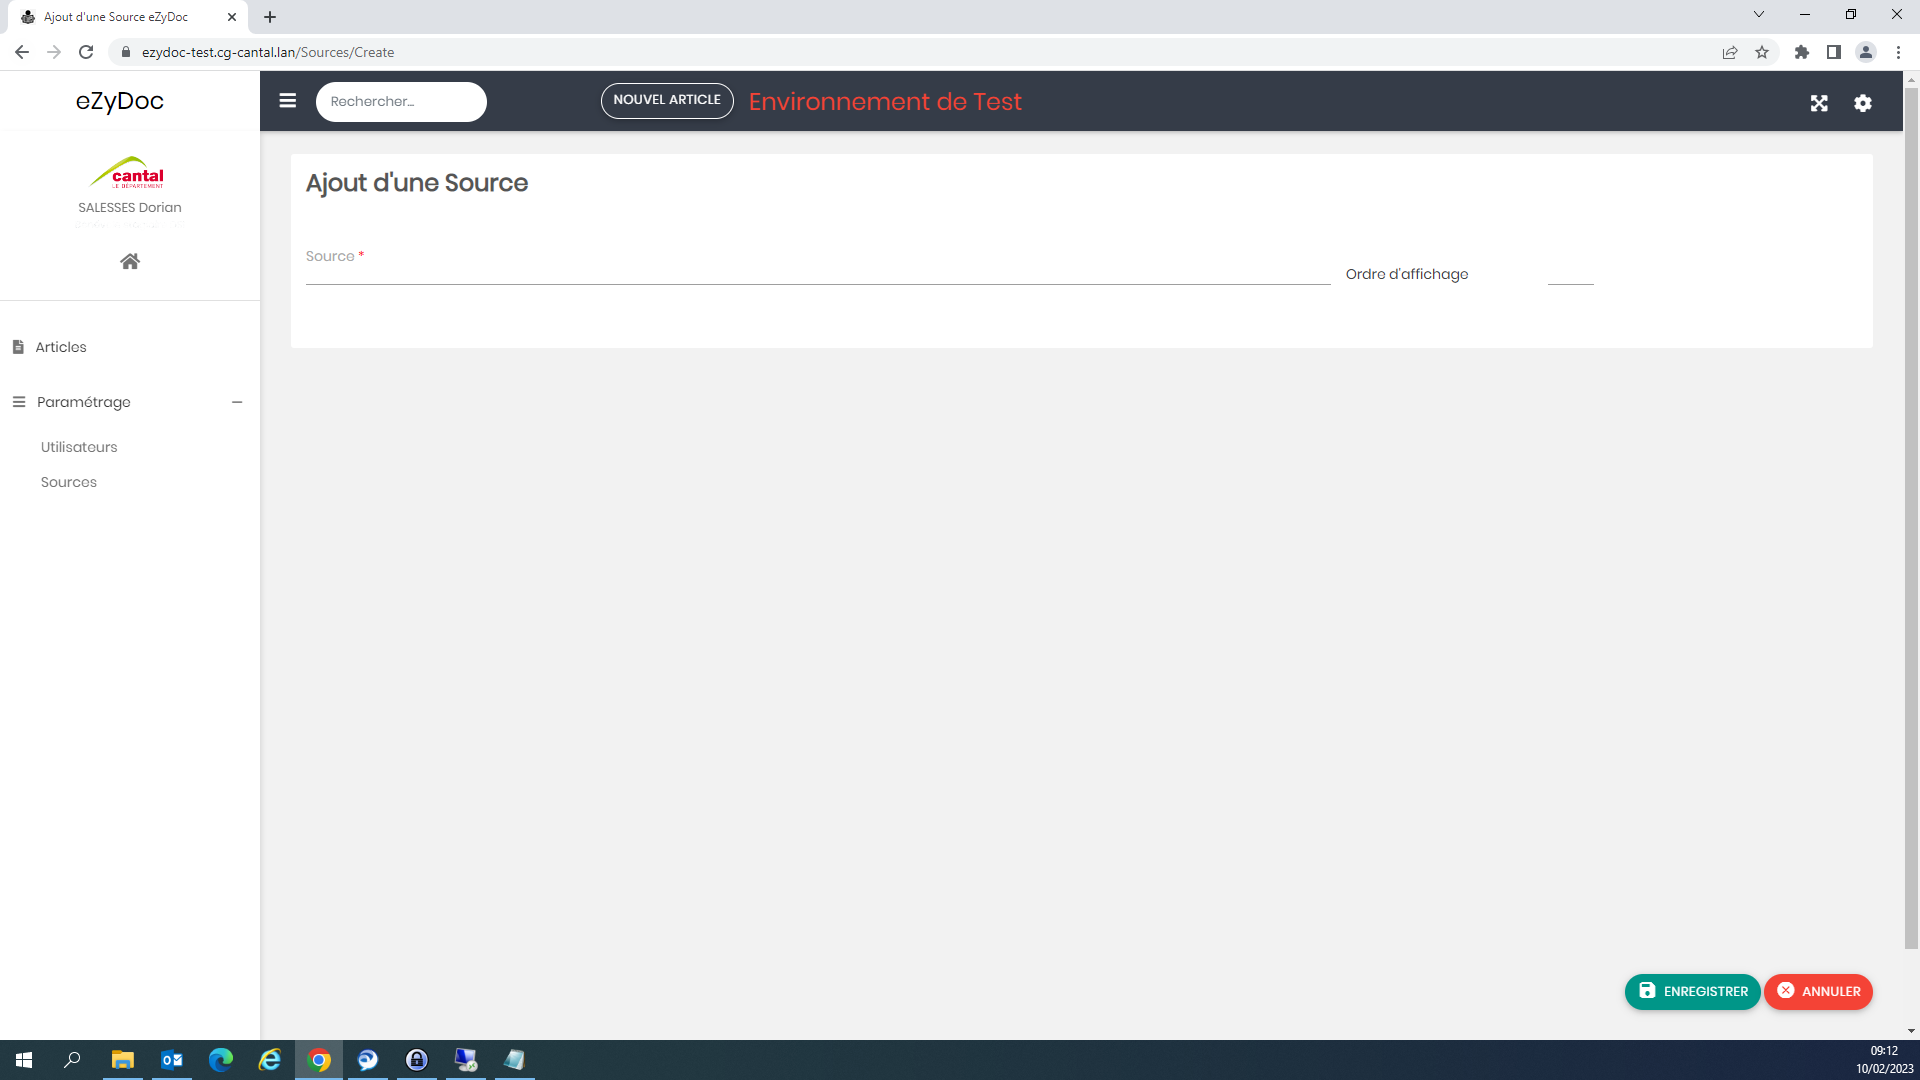 Ajout d'une Source eZyDoc
ezydoc-test.cg-cantal.lan/Sources/Create
eZyDoc
Rechercher...
NOUVEL ARTICLE
Environnement de Test
cantal
LE DÉPARTEMENT
SALESSES Dorian
Ajout d'une Source
Source *
Ordre d'affichage
Articles
Paramétrage
Utilisateurs
Sources
ENREGISTRER
ANNULER
09:12
10/02/2023